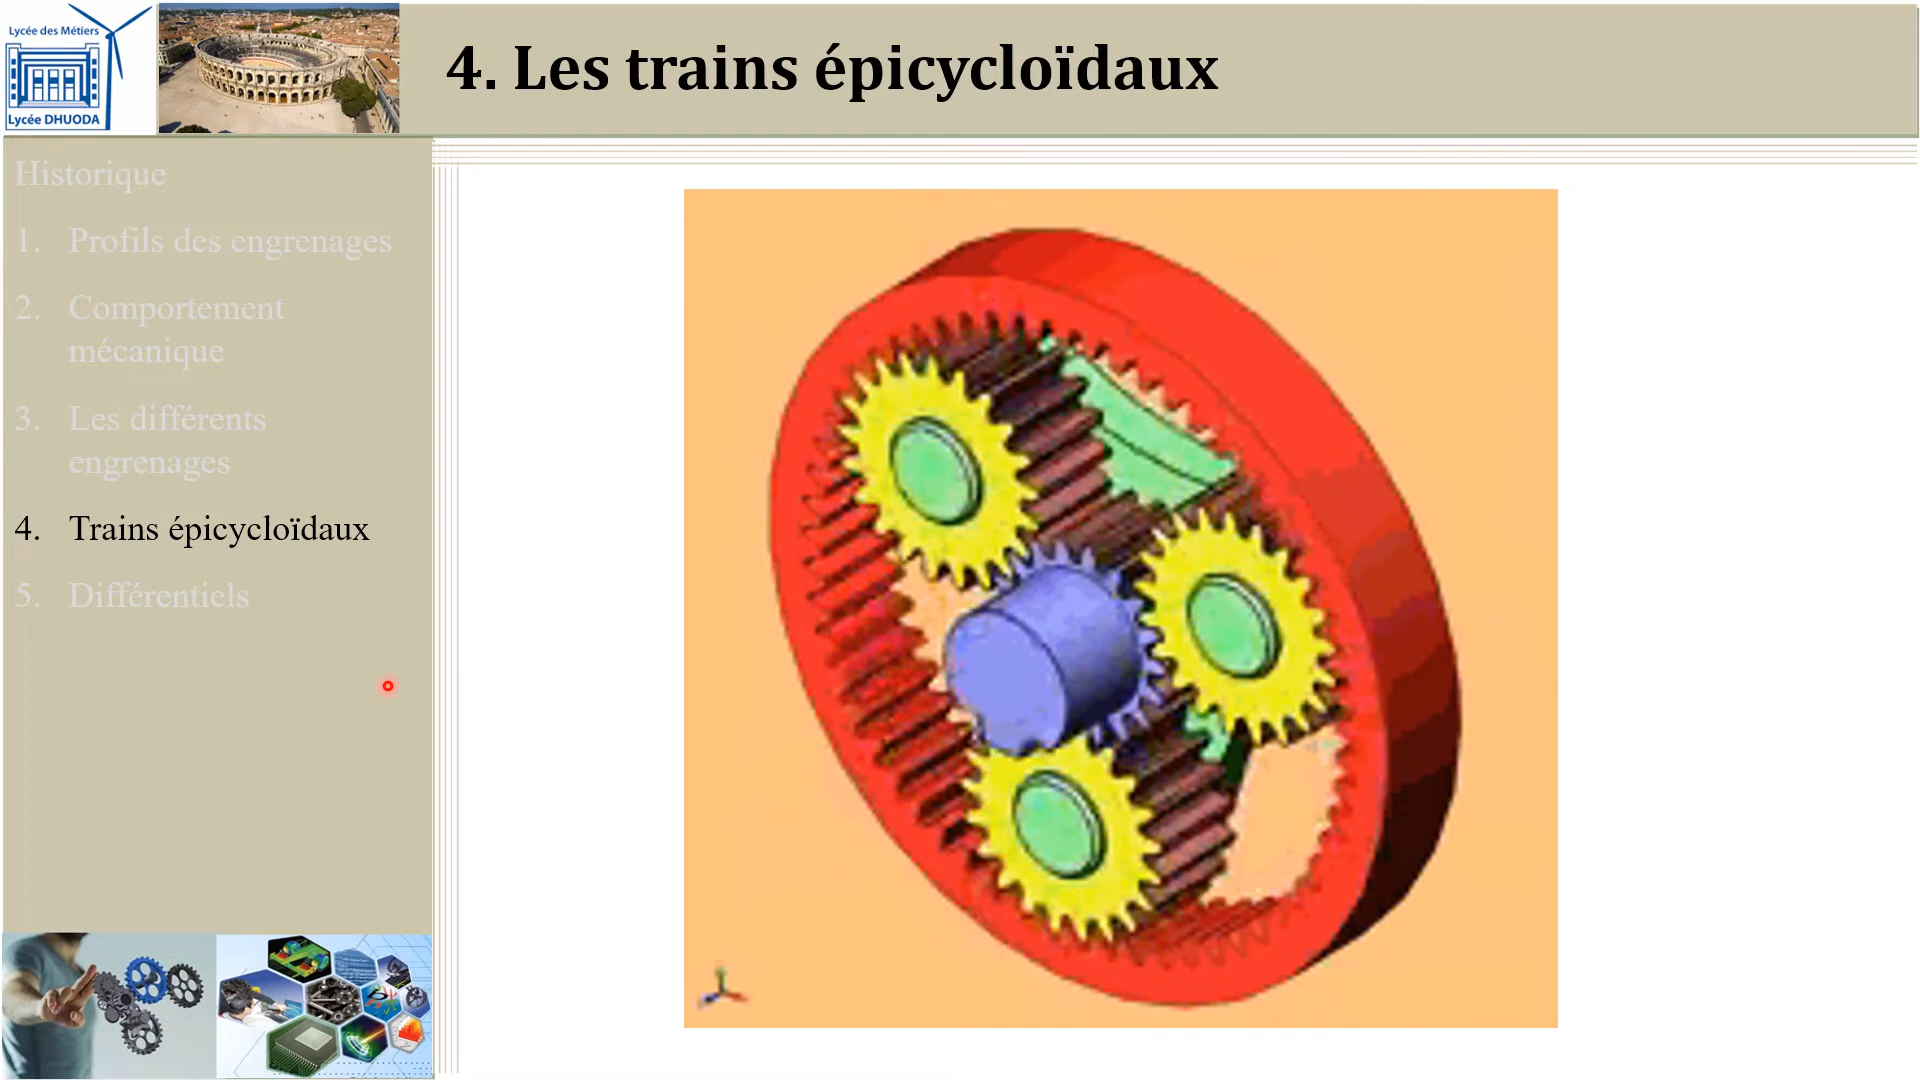 Lycée des Métiers
Lycée DHUODA
4. Les trains épicycloïdaux
Historique
1. Profils des engrenages
2. Comportement
mécanique
3. Les différents
engrenages
4. Trains épicycloïdaux
5. Différentiels